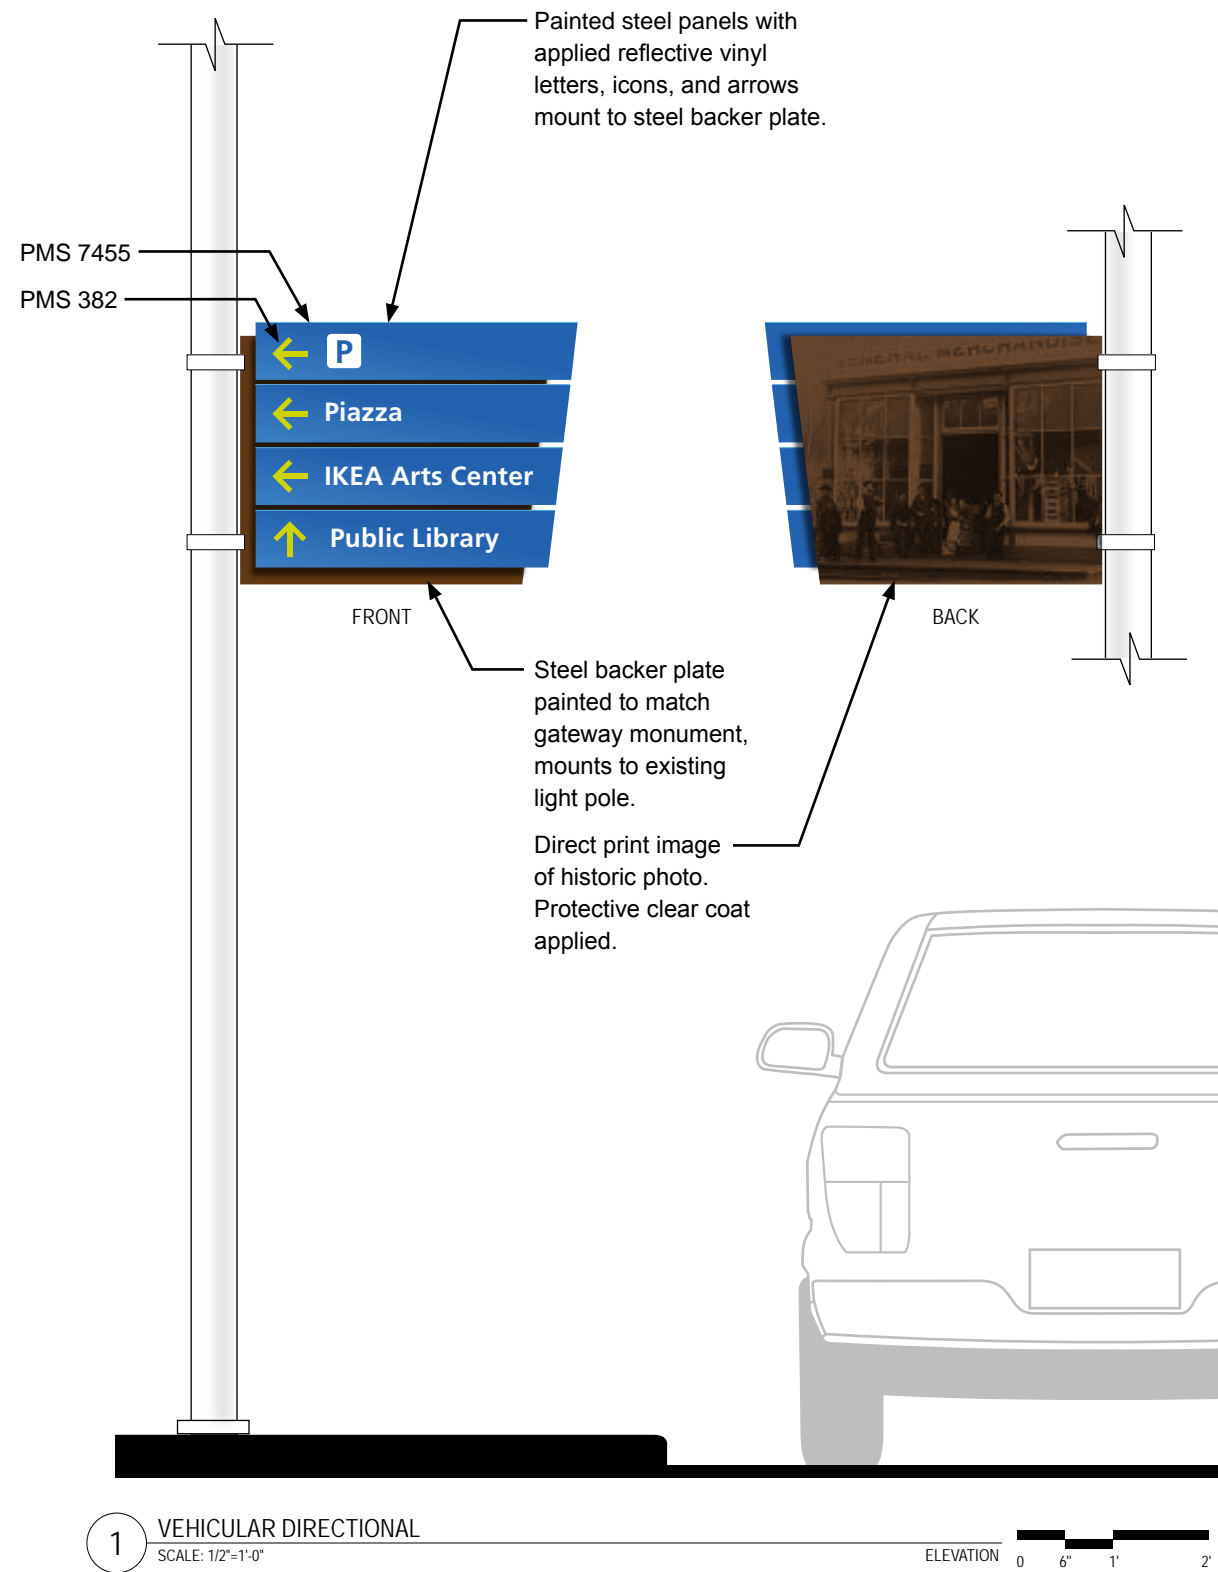 Painted steel panels with
applied reflective vinyl
letters, icons, and arrows
mount to steel backer plate.
PMS 7455
PMS 382
P
Piazza
IKEA Arts Center
Public Library
GENERAL MERCHANDISE
FRONT
BACK
Steel backer plate
painted to match
gateway monument,
mounts to existing
light pole.
Direct print image
of historic photo.
Protective clear coat
applied.
1
VEHICULAR DIRECTIONAL
SCALE: 1/2"=1'-0"
ELEVATION
0 6" 1' 2'